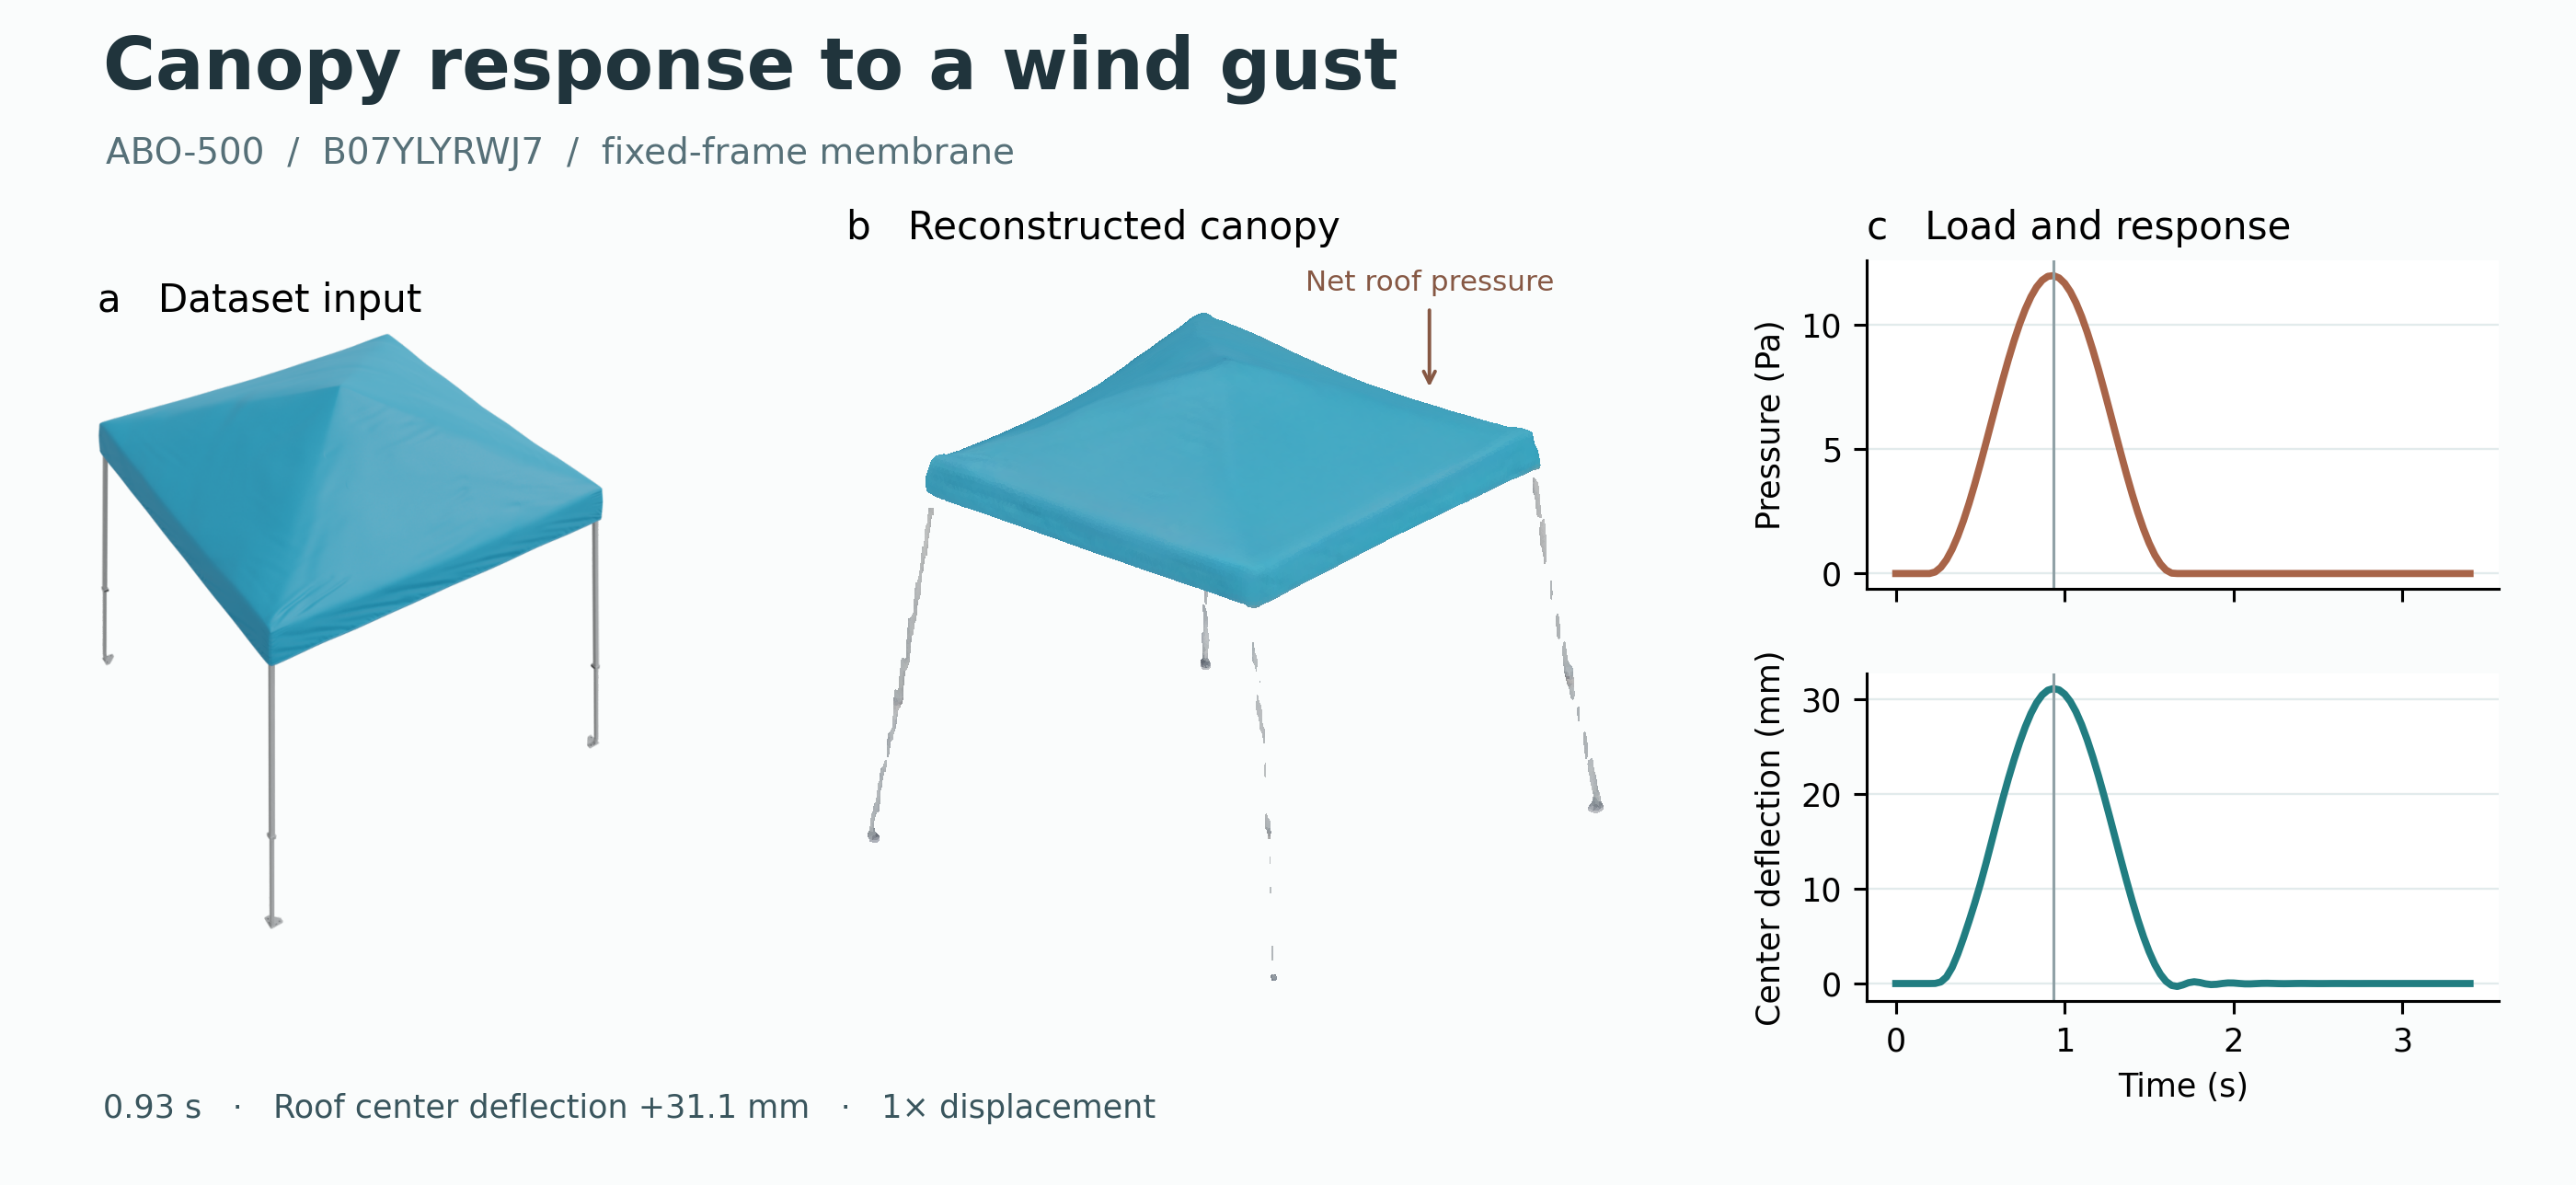 Canopy response to a wind gust
ABO-500 / B07YLYRWJ7 / fixed-frame membrane
a Dataset input
b Reconstructed canopy
Net roof pressure
c Load and response
Pressure (Pa)
10
5
0
Center deflection (mm)
30
20
10
0
0 1 2 3
Time (s)
0.93 s · Roof center deflection +31.1 mm · 1× displacement